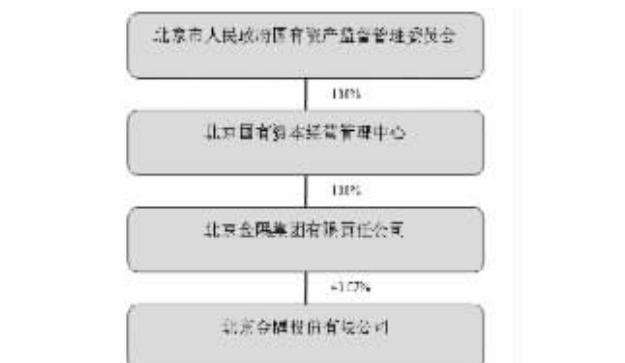 北京市人民政府国有资产监督管理委员会
100%
北京国有资本经营管理中心
100%
北京金隅集团有限责任公司
北京金隅股份有限公司